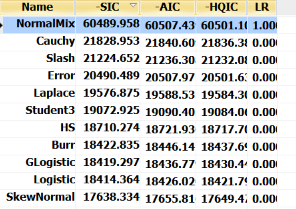 Name -SIC -AIC -HQIC LR
NormalMix 60489.958 60507.43 60501.10 1.000
Cauchy 21828.953 21840.60 21836.38 0.000
Slash 21224.652 21236.30 21232.08 0.000
Error 20490.489 20507.97 20501.63 0.000
Laplace 19576.875 19588.53 19584.30 0.000
Student3 19072.925 19090.40 19084.06 0.000
HS 18710.274 18721.93 18717.70 0.000
Burr 18422.835 18446.14 18437.69 0.000
GLogistic 18419.297 18436.77 18430.44 0.000
Logistic 18414.364 18426.02 18421.79 0.000
SkewNormal 17638.334 17655.81 17649.47 0.000